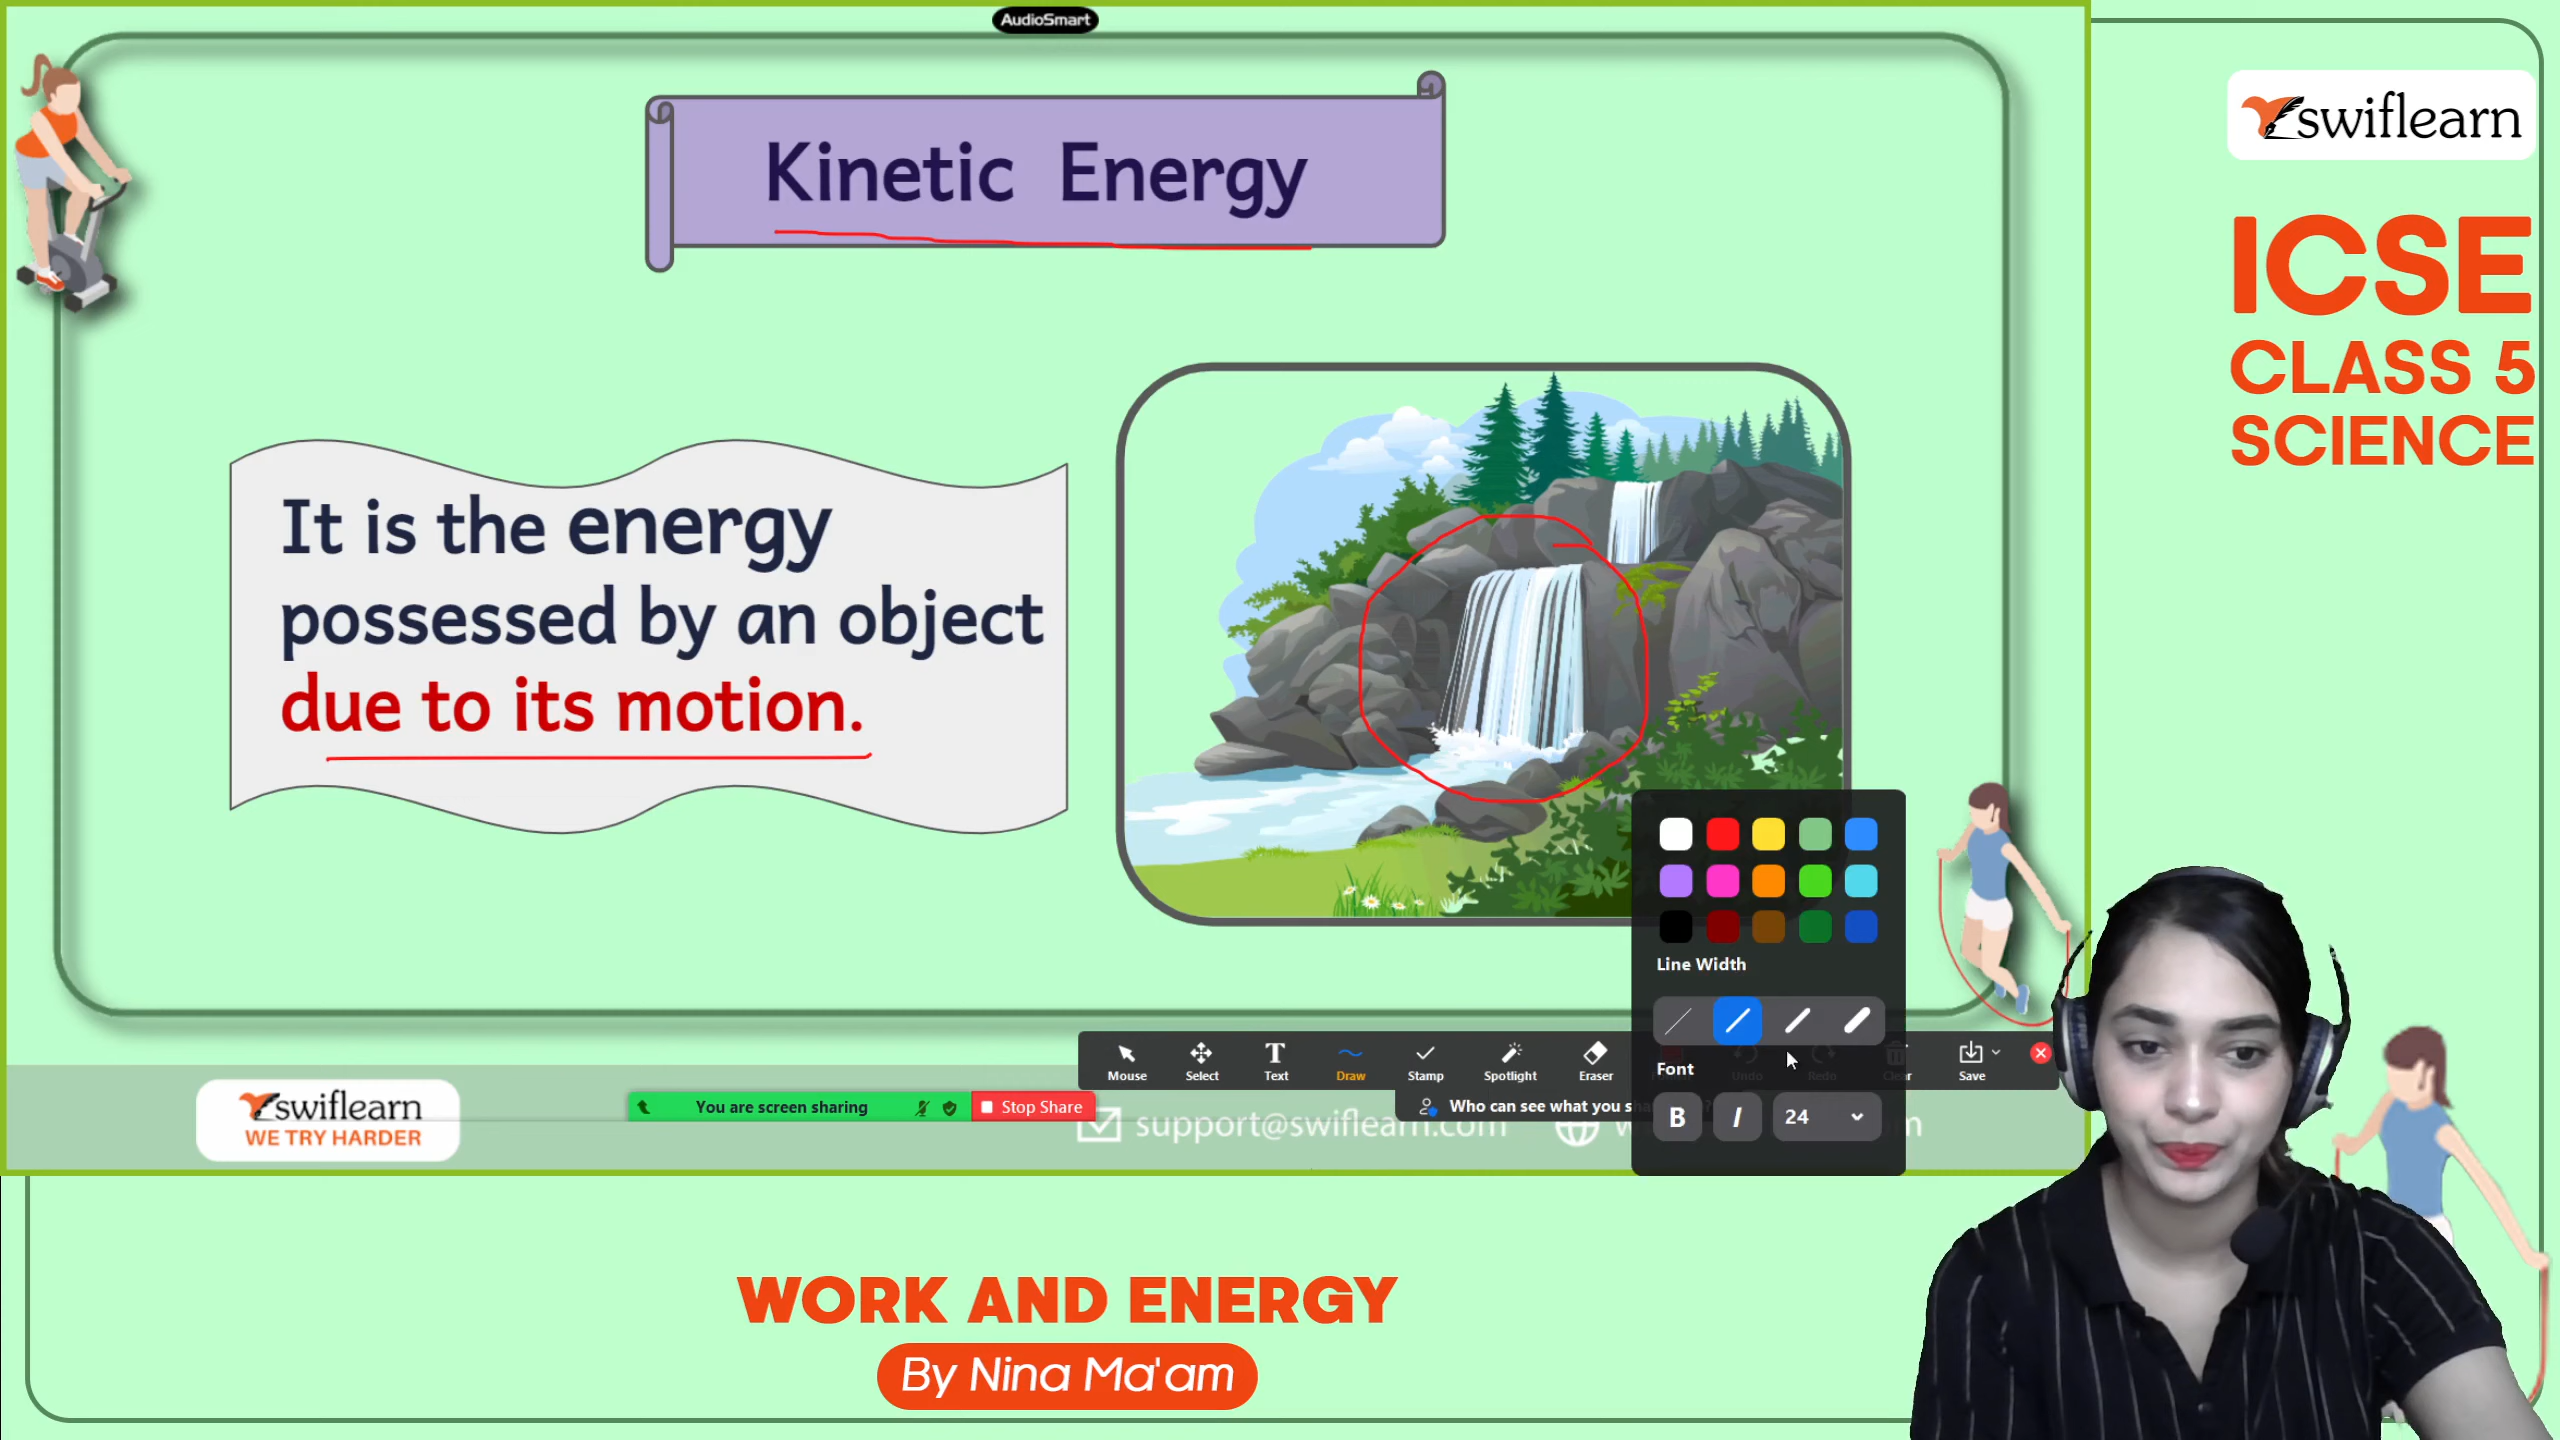 AudioSmart
Kinetic Energy
It is the energy
possessed by an object
due to its motion.
swiflearn
ICSE
CLASS 5
SCIENCE
Line Width
Font
B I 24
Mouse Select Text Draw Stamp Spotlight Eraser Undo Redo Clear Save
You are screen sharing Stop Share
Who can see what you
swiflearn
WE TRY HARDER
support@swiflearn.com
WORK AND ENERGY
By Nina Ma'am